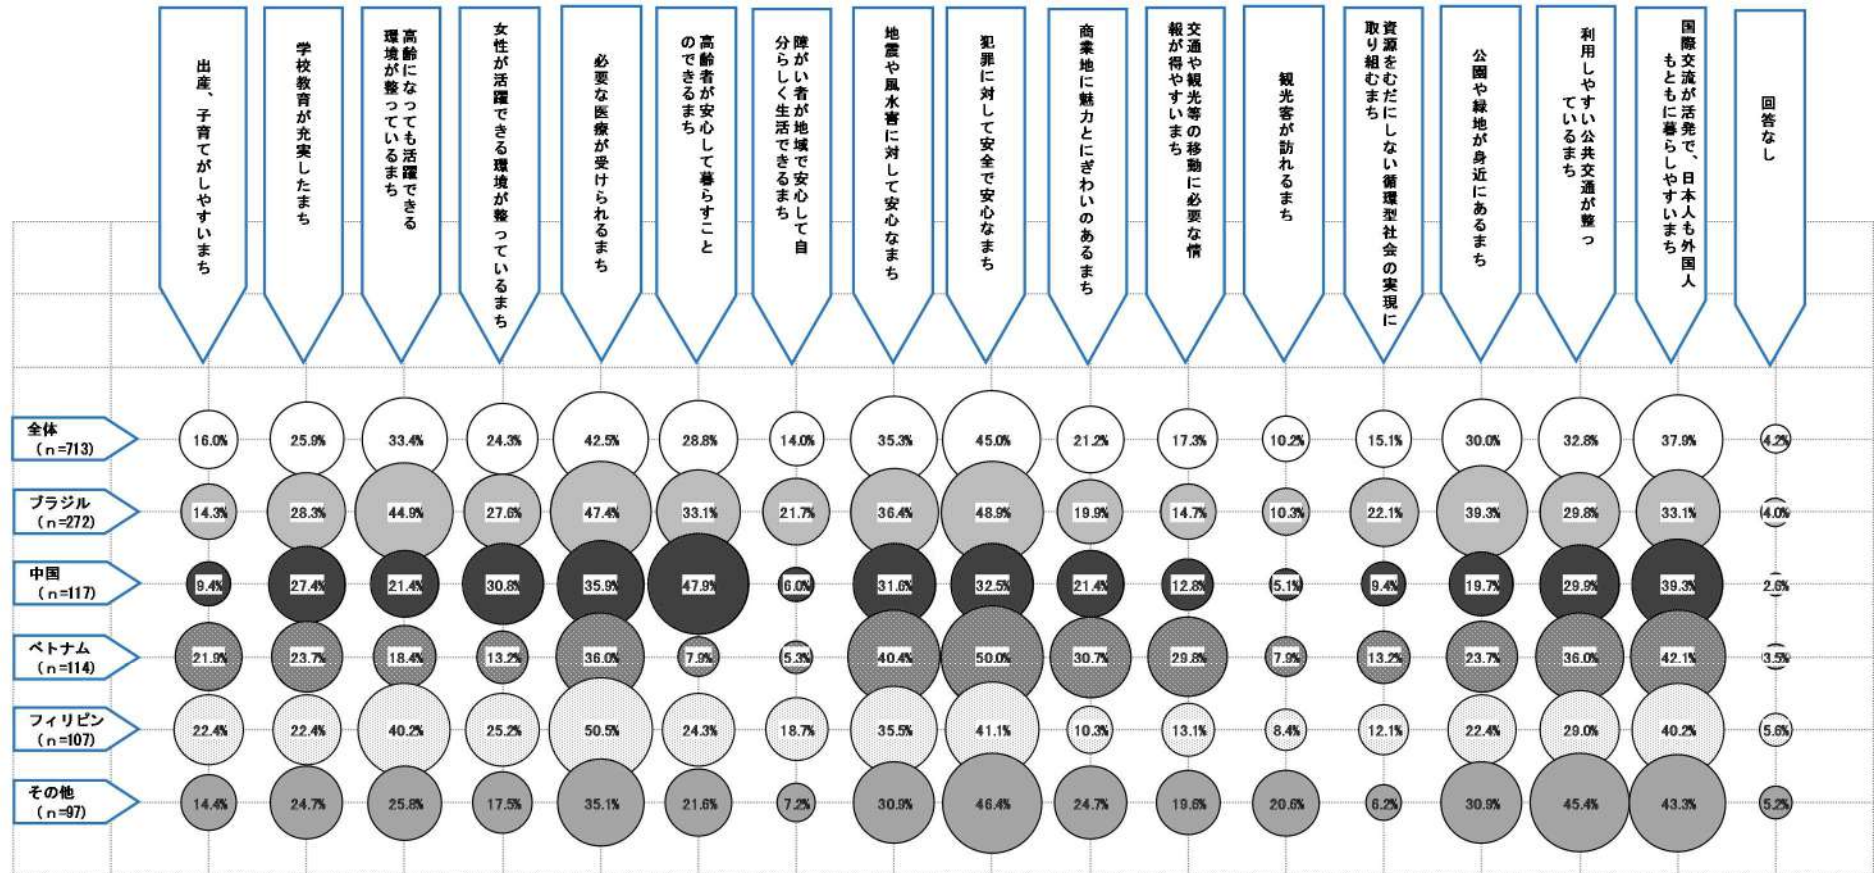 出産、子育てがしやすいまち
学校教育が充実したまち
高齢になっても活躍できる
環境が整っているまち
女性が活躍できる環境が整っているまち
必要な医療が受けられるまち
高齢者が安心して暮らすこと
のできるまち
障がい者が地域で安心して自
分らしく生活できるまち
地震や風水害に対して安心なまち
犯罪に対して安全で安心なまち
商業地に魅力とにぎわいのあるまち
交通や観光等の移動に必要な情
報が得やすいまち
観光客が訪れるまち
資源をむだにしない循環型社会の実現に
取り組むまち
公園や緑地が身近にあるまち
利用しやすい公共交通が整っ
ているまち
国際交流が活発で、日本人も外国人
もともに暮らしやすいまち
回答なし
全体
(n=713)
16.0% 25.9% 33.4% 24.3% 42.5% 28.8% 14.0% 35.3% 45.0% 21.2% 17.3% 10.2% 15.1% 30.0% 32.8% 37.9% 4.2%
ブラジル
(n=272)
14.3% 28.3% 44.9% 27.6% 47.4% 33.1% 21.7% 36.4% 48.9% 19.9% 14.7% 10.3% 22.1% 39.3% 29.8% 33.1% 4.0%
中国
(n=117)
9.4% 27.4% 21.4% 30.8% 35.9% 47.9% 6.0% 31.6% 32.5% 21.4% 12.8% 5.1% 9.4% 19.7% 29.9% 39.3% 2.6%
ベトナム
(n=114)
21.9% 23.7% 18.4% 13.2% 36.0% 7.9% 5.3% 40.4% 50.0% 30.7% 29.8% 7.9% 13.2% 23.7% 36.0% 42.1% 3.5%
フィリピン
(n=107)
22.4% 22.4% 40.2% 25.2% 50.5% 24.3% 18.7% 35.5% 41.1% 10.3% 13.1% 8.4% 12.1% 22.4% 29.0% 40.2% 5.6%
その他
(n=97)
14.4% 24.7% 25.8% 17.5% 35.1% 21.6% 7.2% 30.9% 46.4% 24.7% 19.6% 20.6% 6.2% 30.9% 45.4% 43.3% 5.2%